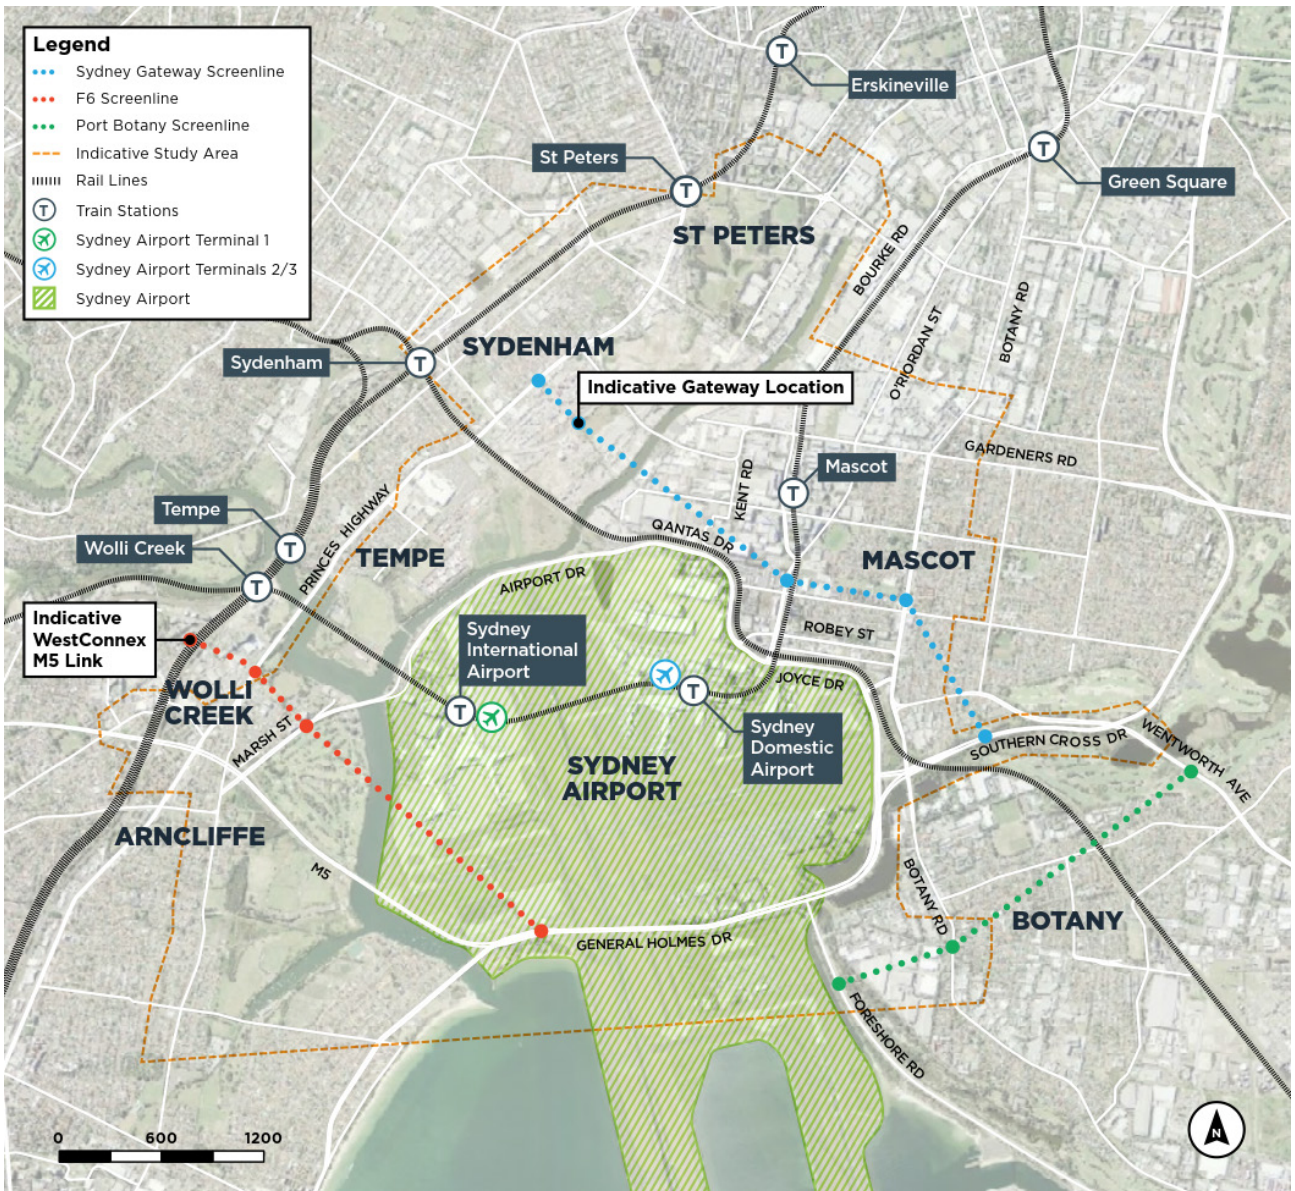 Legend
Sydney Gateway Screenline
F6 Screenline
Port Botany Screenline
Indicative Study Area
Rail Lines
T Train Stations
Sydney Airport Terminal 1
Sydney Airport Terminals 2/3
Sydney Airport
T
Erskineville
St Peters
T
T
Green Square
ST PETERS
BOURKE RD
O'RIORDAN ST
BOTANY RD
Sydenham
T
SYDENHAM
Indicative Gateway Location
GARDENERS RD
KENT RD
Mascot
T
Tempe
T
Wolli Creek
T
PRINCES HIGHWAY
TEMPE
QANTAS DR
MASCOT
AIRPORT DR
Indicative
WestConnex
M5 Link
Sydney
International
Airport
T
ROBEY ST
JOYCE DR
T
Sydney
Domestic
Airport
WOLLI
CREEK
MARSH ST
SYDNEY
AIRPORT
SOUTHERN CROSS DR
WENTWORTH AVE
ARNCLIFFE
M5
BOTANY RD
BOTANY
GENERAL HOLMES DR
FORESHORE RD
0 600 1200
N